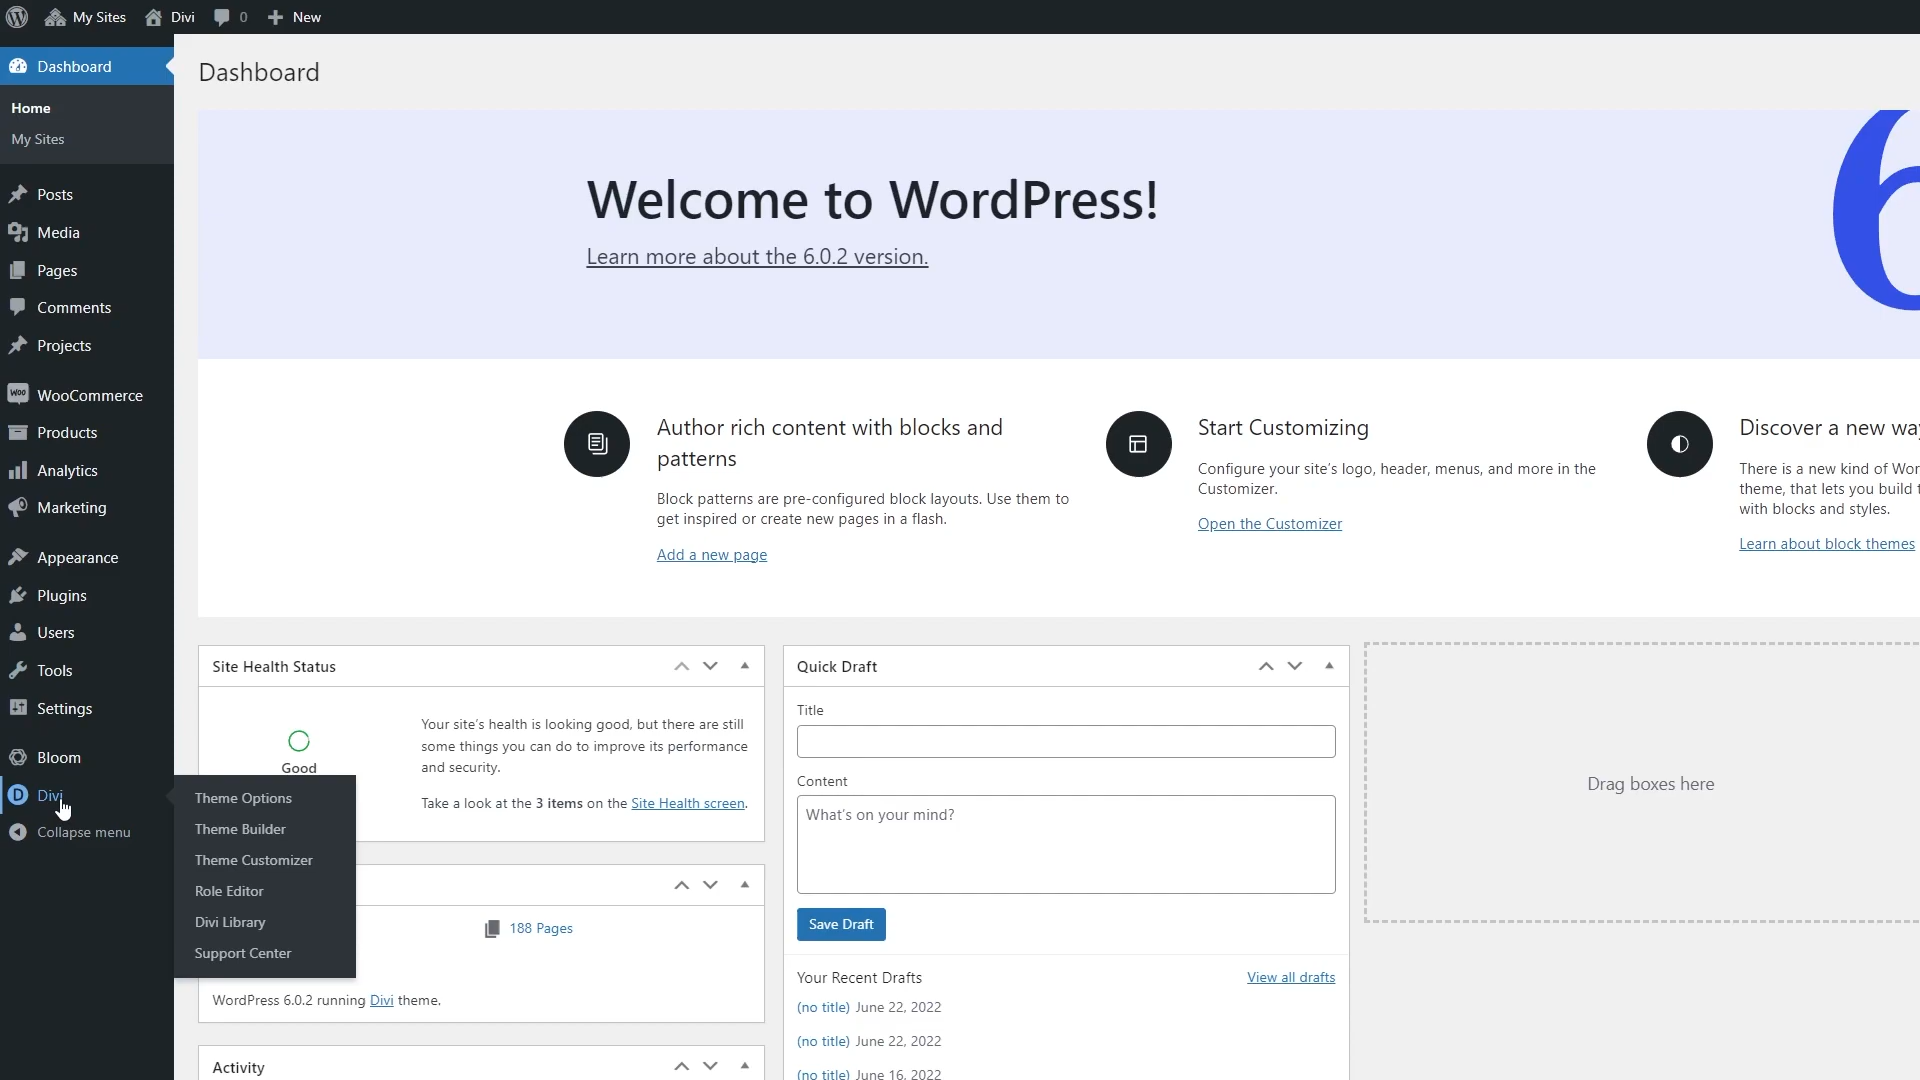 My Sites
Divi
0
New
Dashboard
Home
My Sites
Posts
Media
Pages
Comments
Projects
WooCommerce
Products
Analytics
Marketing
Appearance
Plugins
Users
Tools
Settings
Bloom
Divi
Collapse menu
Theme Options
Theme Builder
Theme Customizer
Role Editor
Divi Library
Support Center
Dashboard
Welcome to WordPress!
Learn more about the 6.0.2 version.
6
Author rich content with blocks and
patterns
Block patterns are pre-configured block layouts. Use them to
get inspired or create new pages in a flash.
Add a new page
Start Customizing
Configure your site's logo, header, menus, and more in the
Customizer.
Open the Customizer
Discover a new
There is a new kind of
theme, that lets you build
with blocks and styles.
Learn about block themes
Site Health Status
Good
Your site's health is looking good, but there are still
some things you can do to improve its performance
and security.
Take a look at the 3 items on the Site Health screen.
188 Pages
WordPress 6.0.2 running Divi theme.
Activity
Quick Draft
Title
Content
What's on your mind?
Save Draft
Your Recent Drafts
View all drafts
(no title) June 22, 2022
(no title) June 22, 2022
(no title) June 16, 2022
Drag boxes here